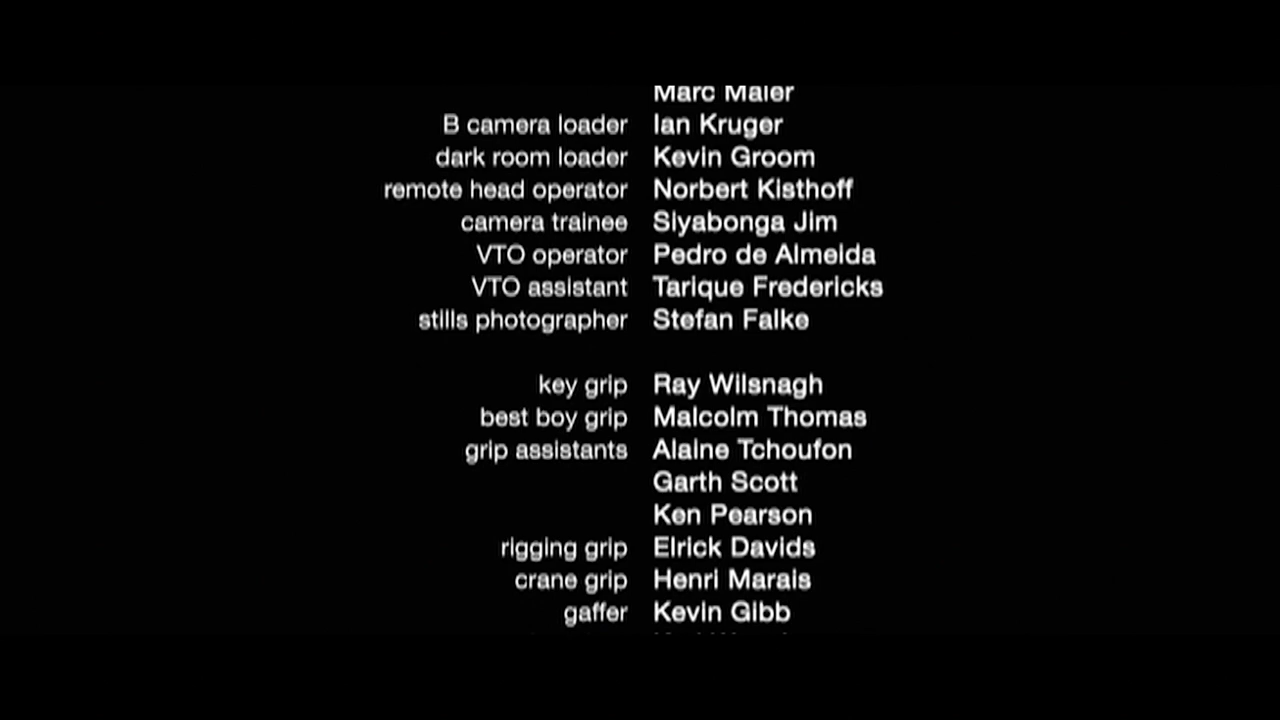 Marc Maier
B camera loader Ian Kruger
dark room loader Kevin Groom
remote head operator Norbert Kisthoff
camera trainee Siyabonga Jim
VTO operator Pedro de Almeida
VTO assistant Tarique Fredericks
stills photographer Stefan Falke
key grip Ray Wilsnagh
best boy grip Malcolm Thomas
grip assistants Alaine Tchoufon
Garth Scott
Ken Pearson
rigging grip Elrick Davids
crane grip Henri Marais
gaffer Kevin Gibb